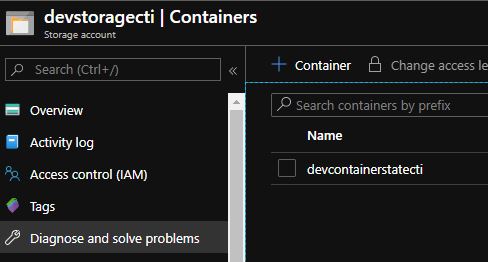 devstoragecti | Containers
Storage account
Search (Ctrl+/)
«
Overview
Activity log
Access control (IAM)
Tags
Diagnose and solve problems
+ Container
Change access le
Search containers by prefix
Name
devcontainerstatecti